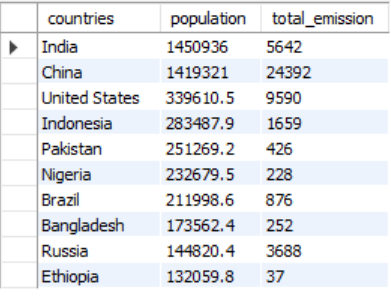 countries population total_emission
India 1450936 5642
China 1419321 24392
United States 339610.5 9590
Indonesia 283487.9 1659
Pakistan 251269.2 426
Nigeria 232679.5 228
Brazil 211998.6 876
Bangladesh 173562.4 252
Russia 144820.4 3688
Ethiopia 132059.8 37